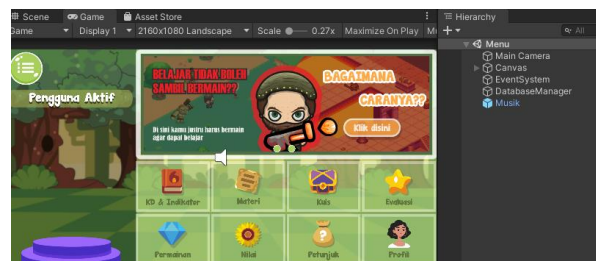 Scene Game Asset Store Hierarchy
Game Display 1 2160x1080 Landscape Scale 0.27x Maximize On Play All
Menu
Main Camera
Canvas
EventSystem
DatabaseManager
Musik
Pengguna Aktif
BELAJAR TIDAK BOLEH
SAMBIL BERMAIN??
BAGAIMANA
CARANYA??
Di sini kamu justru harus bermain
agar dapat belajar
Klik disini
KD & Indikator Materi Kuis Evaluasi
Permainan Nilai Petunjuk Profil